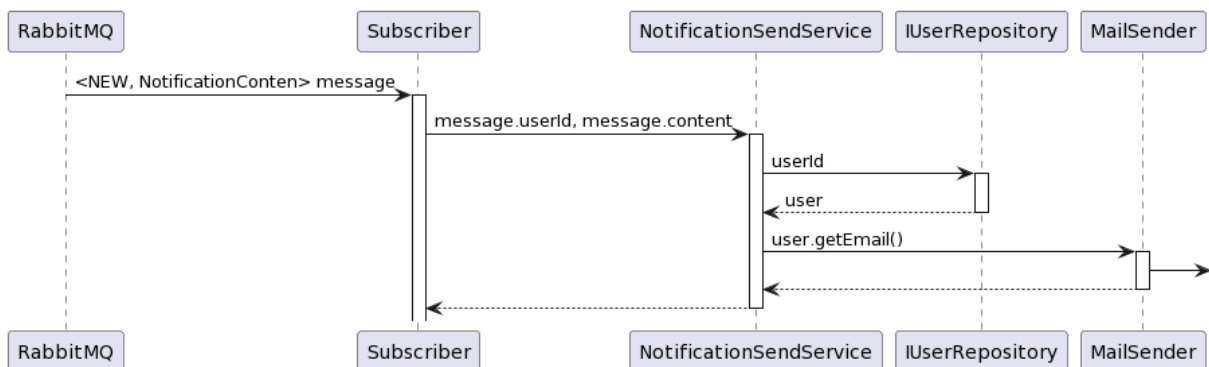 RabbitMQ Subscriber NotificationSendService IUserRepository MailSender
<NEW, NotificationConten> message
message.userId, message.content
userId
user
user.getEmail()
RabbitMQ Subscriber NotificationSendService IUserRepository MailSender